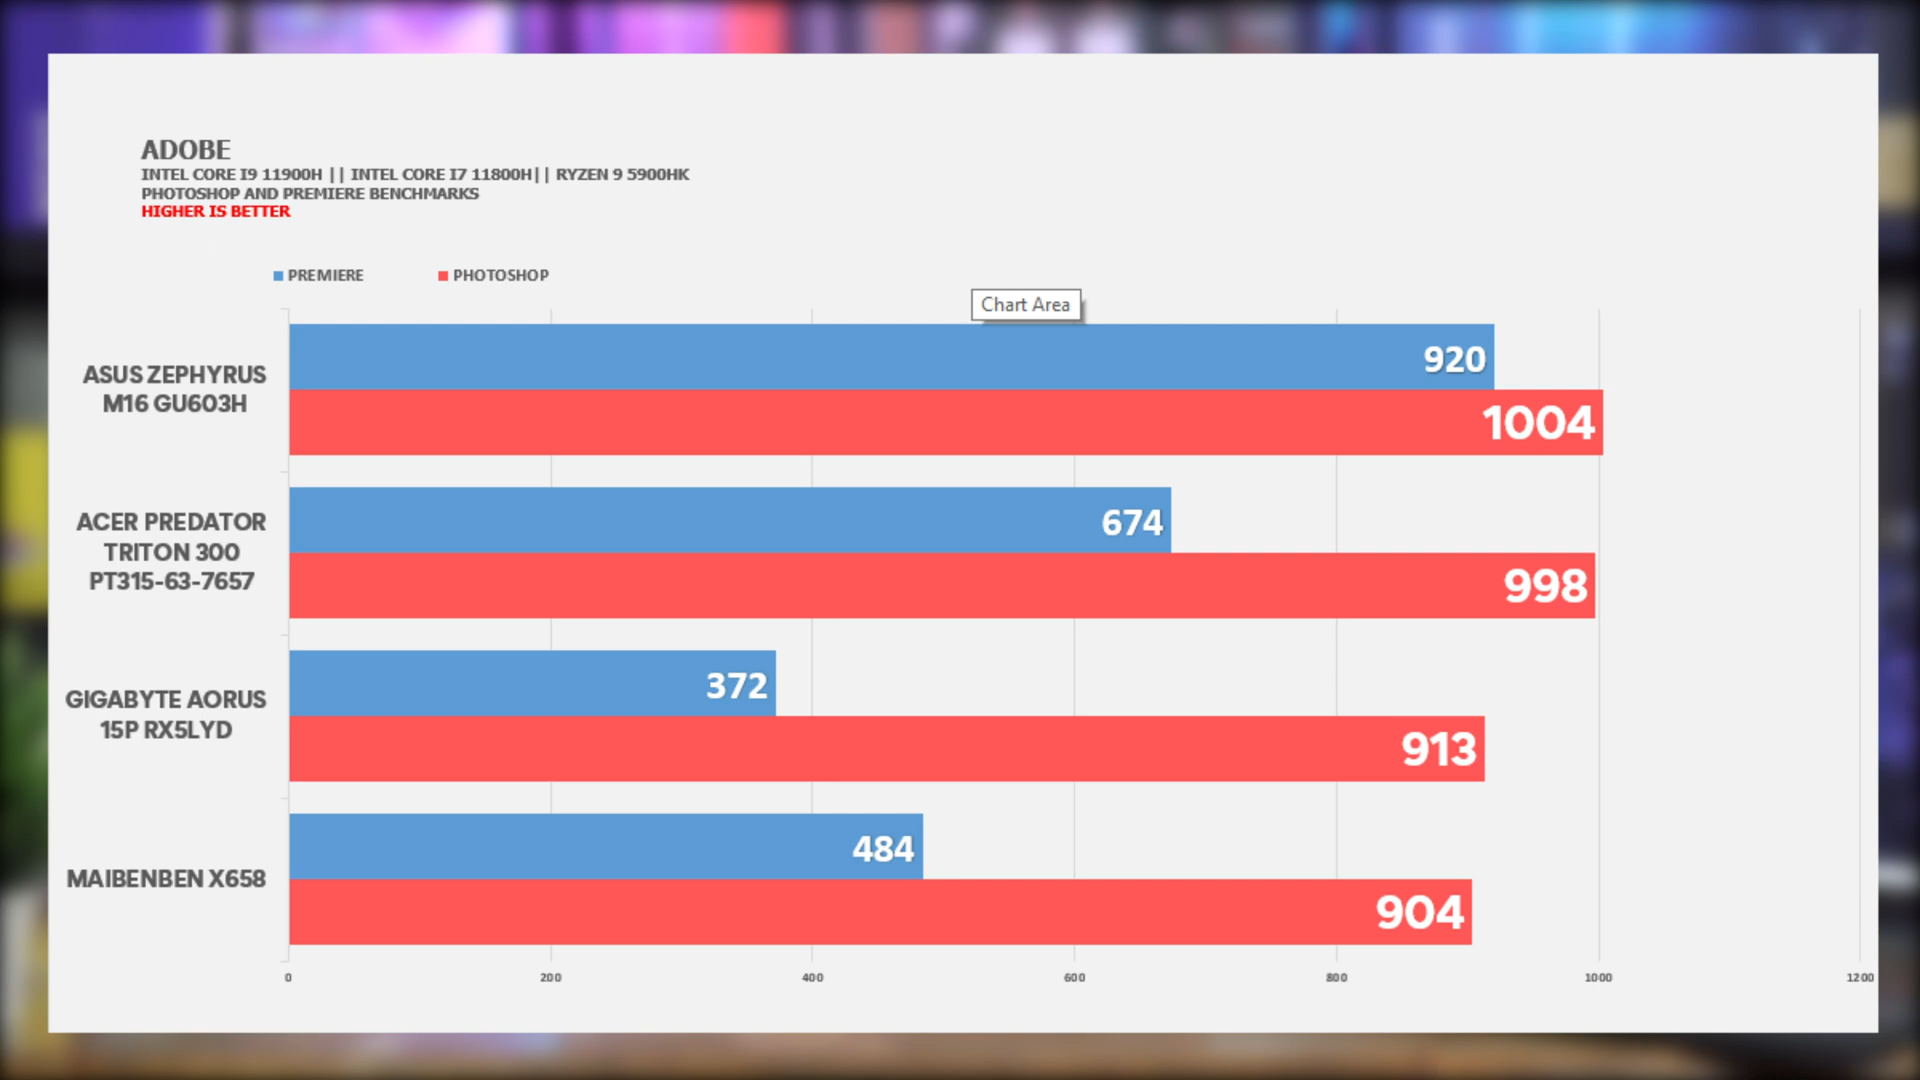 ADOBE
INTEL CORE I9 11900H || INTEL CORE I7 11800H|| RYZEN 9 5900HK
PHOTOSHOP AND PREMIERE BENCHMARKS
HIGHER IS BETTER
PREMIERE PHOTOSHOP
Chart Area
ASUS ZEPHYRUS
M16 GU603H
920
1004
ACER PREDATOR
TRITON 300
PT315-63-7657
674
998
GIGABYTE AORUS
15P RX5LYD
372
913
MAIBENBEN X658
484
904
0 200 400 600 800 1000 1200